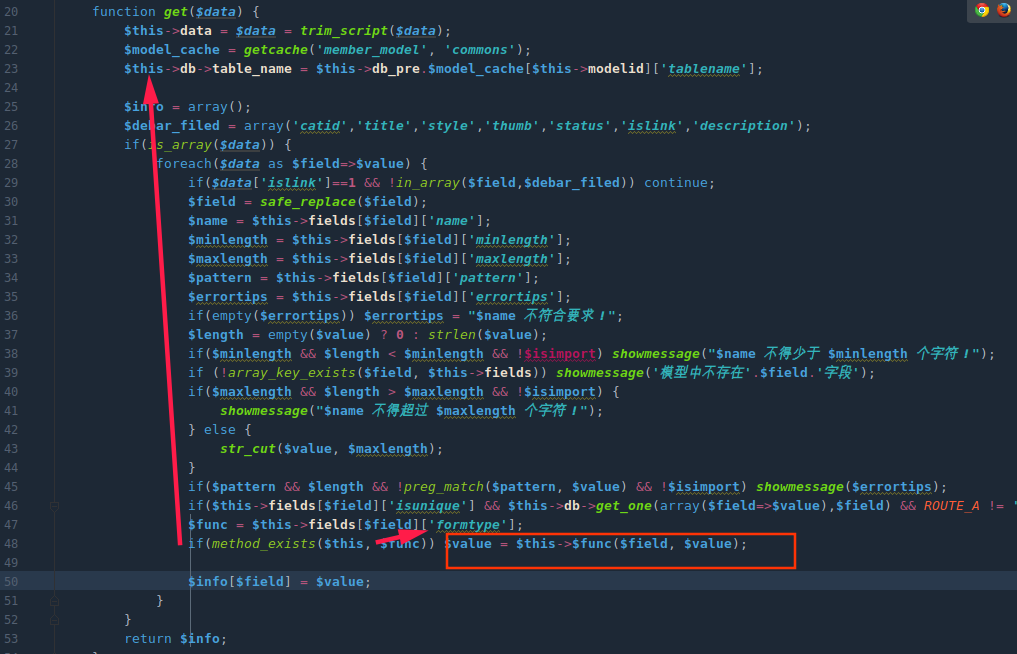 20 function get($data) {
21 $this->data = $data = trim_script($data);
22 $model_cache = getcache('member_model', 'commons');
23 $this->db->table_name = $this->db_pre.$model_cache[$this->modelid]['tablename'];
24
25 $info = array();
26 $debar_filed = array('catid','title','style','thumb','status','islink','description');
27 if(is_array($data)) {
28 foreach($data as $field=>$value) {
29 if($data['islink']==1 && !in_array($field,$debar_filed)) continue;
30 $field = safe_replace($field);
31 $name = $this->fields[$field]['name'];
32 $minlength = $this->fields[$field]['minlength'];
33 $maxlength = $this->fields[$field]['maxlength'];
34 $pattern = $this->fields[$field]['pattern'];
35 $errortips = $this->fields[$field]['errortips'];
36 if(empty($errortips)) $errortips = "$name 不符合要求！";
37 $length = empty($value) ? 0 : strlen($value);
38 if($minlength && $length < $minlength && !$isimport) showmessage("$name 不得少于 $minlength 个字符！");
39 if (!array_key_exists($field, $this->fields)) showmessage('模型中不存在'.$field.'字段');
40 if($maxlength && $length > $maxlength && !$isimport) {
41 showmessage("$name 不得超过 $maxlength 个字符！");
42 } else {
43 str_cut($value, $maxlength);
44 }
45 if($pattern && $length && !preg_match($pattern, $value) && !$isimport) showmessage($errortips);
46 if($this->fields[$field]['isunique'] && $this->db->get_one(array($field=>$value),$field) && ROUTE_A != '
47 $func = $this->fields[$field]['formtype'];
48 if(method_exists($this, $func)) $value = $this->$func($field, $value);
49
50 $info[$field] = $value;
51 }
52 }
53 return $info;